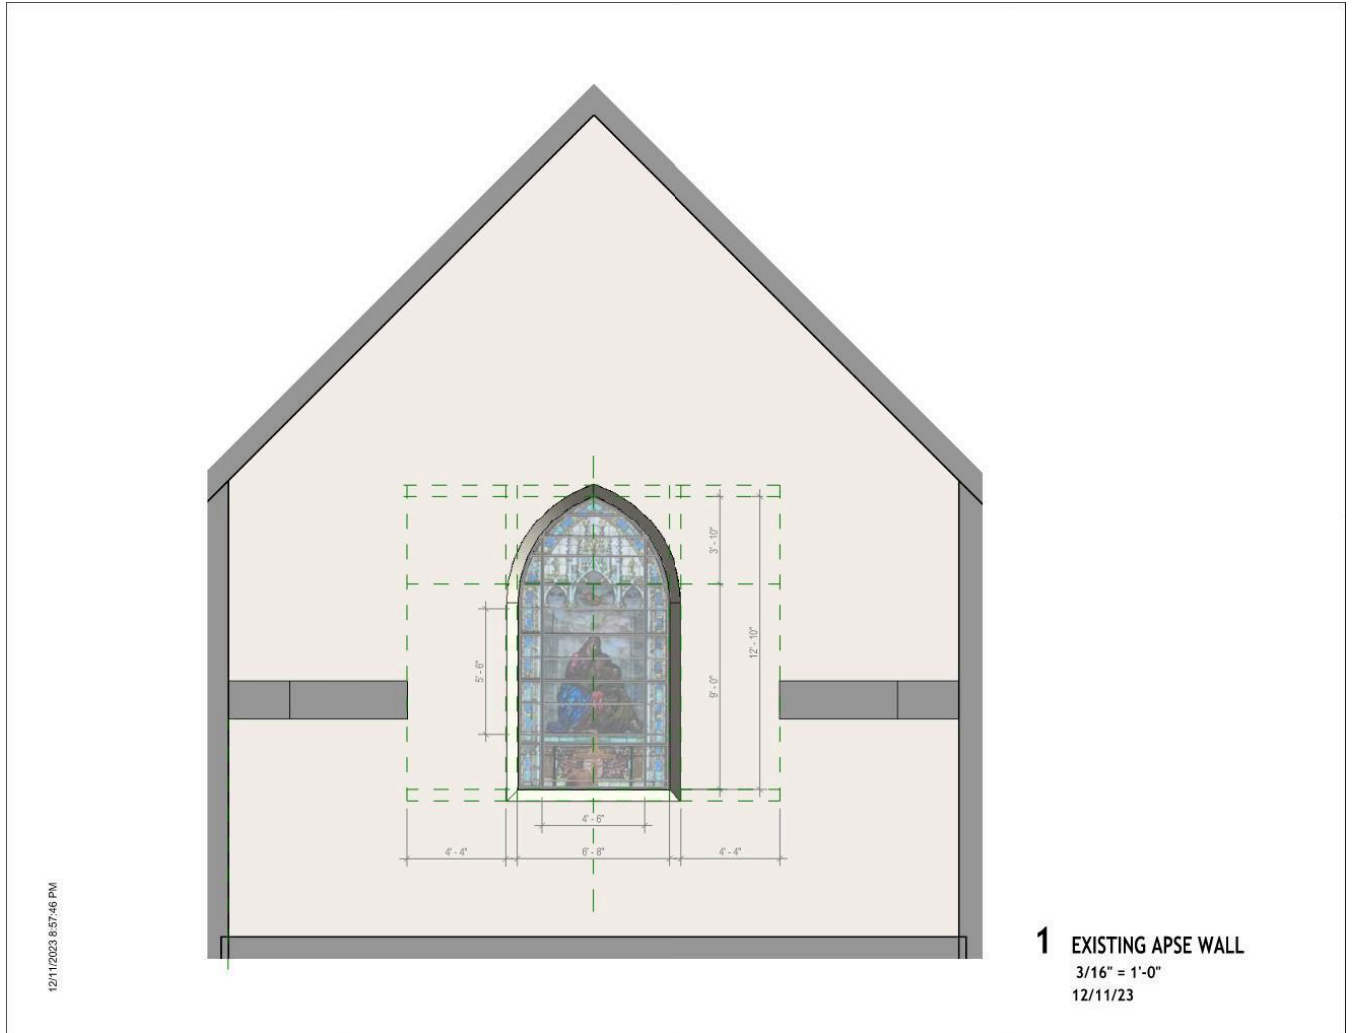 3' - 10"
12' - 10"
5' - 6"
9' - 0"
4' - 6"
4' - 4"
6' - 8"
4' - 4"
12/11/2023 8:57:46 PM
1 EXISTING APSE WALL
3/16" = 1'-0"
12/11/23